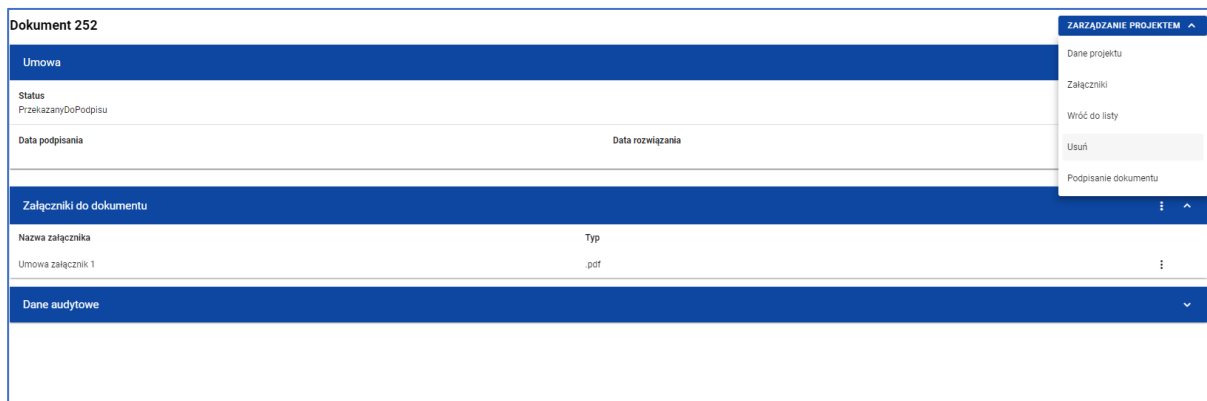 Dokument 252
ZARZĄDZANIE PROJEKTEM
Dane projektu
Załączniki
Wróć do listy
Usuń
Podpisanie dokumentu
Umowa
Status
PrzekazanyDoPodpisu
Data podpisania
Data rozwiązania
Załączniki do dokumentu
Nazwa załącznika
Typ
Umowa załącznik 1
.pdf
Dane audytowe